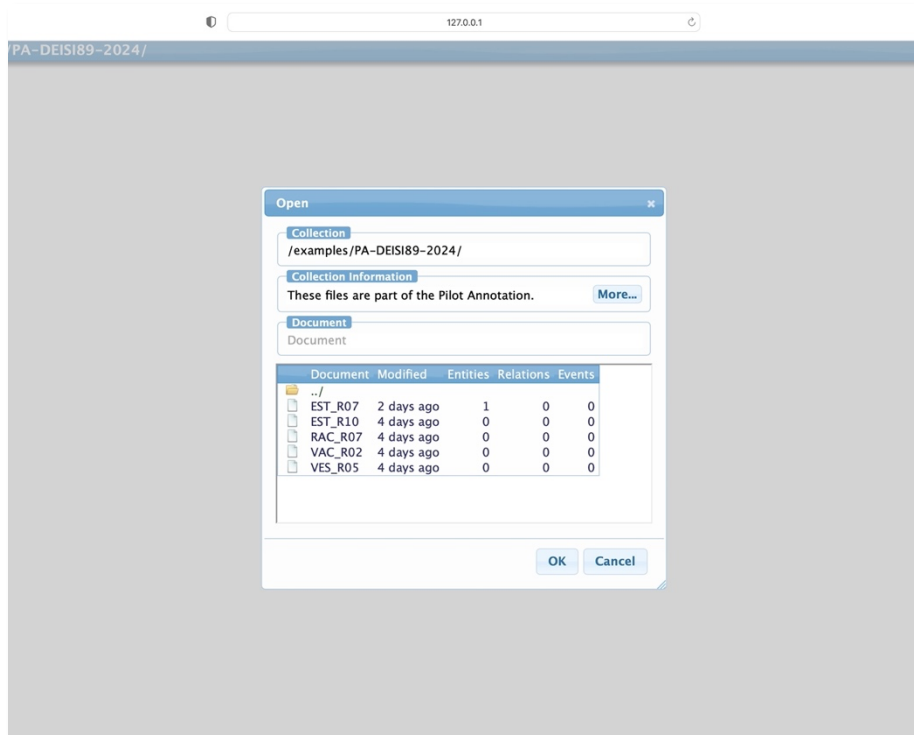 127.0.0.1
/PA-DEISI89-2024/
Open
Collection
/examples/PA-DEISI89-2024/
Collection Information
These files are part of the Pilot Annotation. More...
Document
Document
Document Modified Entities Relations Events
../
EST_R07 2 days ago 1 0 0
EST_R10 4 days ago 0 0 0
RAC_R07 4 days ago 0 0 0
VAC_R02 4 days ago 0 0 0
VES_R05 4 days ago 0 0 0
OK Cancel